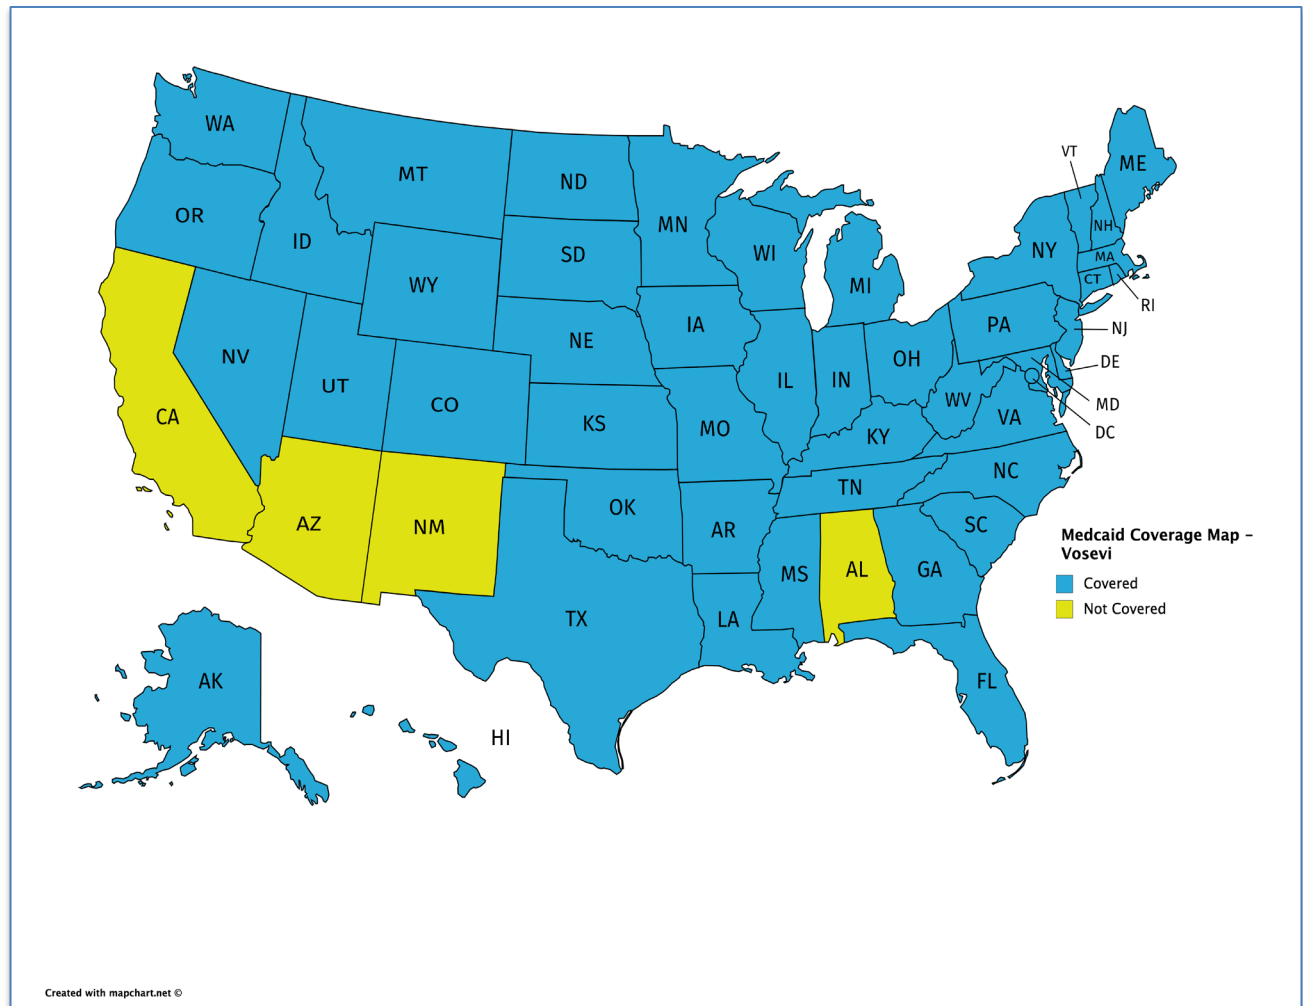 WA
MT
ND
MN
OR
ID
SD
WI
MI
NY
VT
NH
ME
MA
CT
RI
WY
IA
NE
PA
NJ
NV
UT
CO
IL
IN
OH
DE
CA
KS
MO
KY
WV
VA
MD
DC
AZ
NM
OK
AR
TN
NC
SC
MS
AL
GA
TX
LA
FL
AK
HI
Medcaid Coverage Map –
Vosevi
Covered
Not Covered
Created with mapchart.net ©